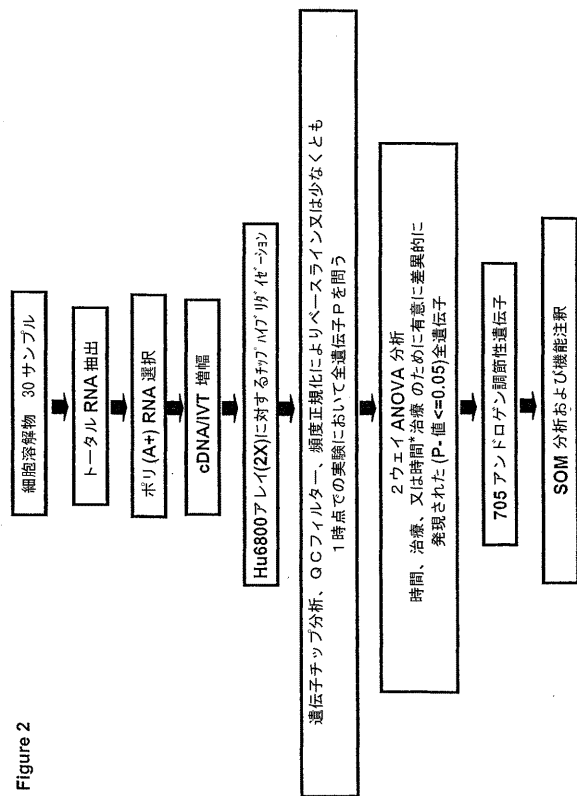 Figure 2
細胞溶解物 30 サンプル
トータル RNA 抽出
ポリ (A+) RNA 選択
cDNA/IVT 増幅
Hu6800アレイ(2X)に対するﾁｯﾌﾟﾊｲﾌﾞﾘﾀﾞｲｾﾞｰｼｮﾝ
遺伝子チップ分析、ＱＣフィルター、頻度正規化によりベースライン又は少なくとも
１時点での実験において全遺伝子Ｐを問う
２ウェイ ANOVA 分析
時間、治療、又は時間*治療 のために有意に差異的に
発現された (P- 値 <=0.05)全遺伝子
705 アンドロゲン調節性遺伝子
SOM 分析および機能注釈